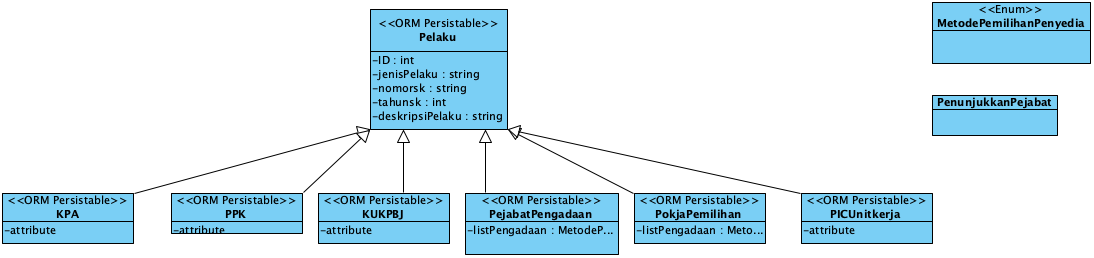 <<ORM Persistable>>
Pelaku
-ID : int
-jenisPelaku : string
-nomorsk : string
-tahunsk : int
-deskripsiPelaku : string
<<Enum>>
MetodePemilihanPenyedia
PenunjukkanPejabat
<<ORM Persistable>>
KPA
-attribute
<<ORM Persistable>>
PPK
-attribute
<<ORM Persistable>>
KUKPBJ
-attribute
<<ORM Persistable>>
PejabatPengadaan
-listPengadaan : MetodeP...
<<ORM Persistable>>
PokjaPemilihan
-listPengadaan : Meto...
<<ORM Persistable>>
PICUnitkerja
-attribute